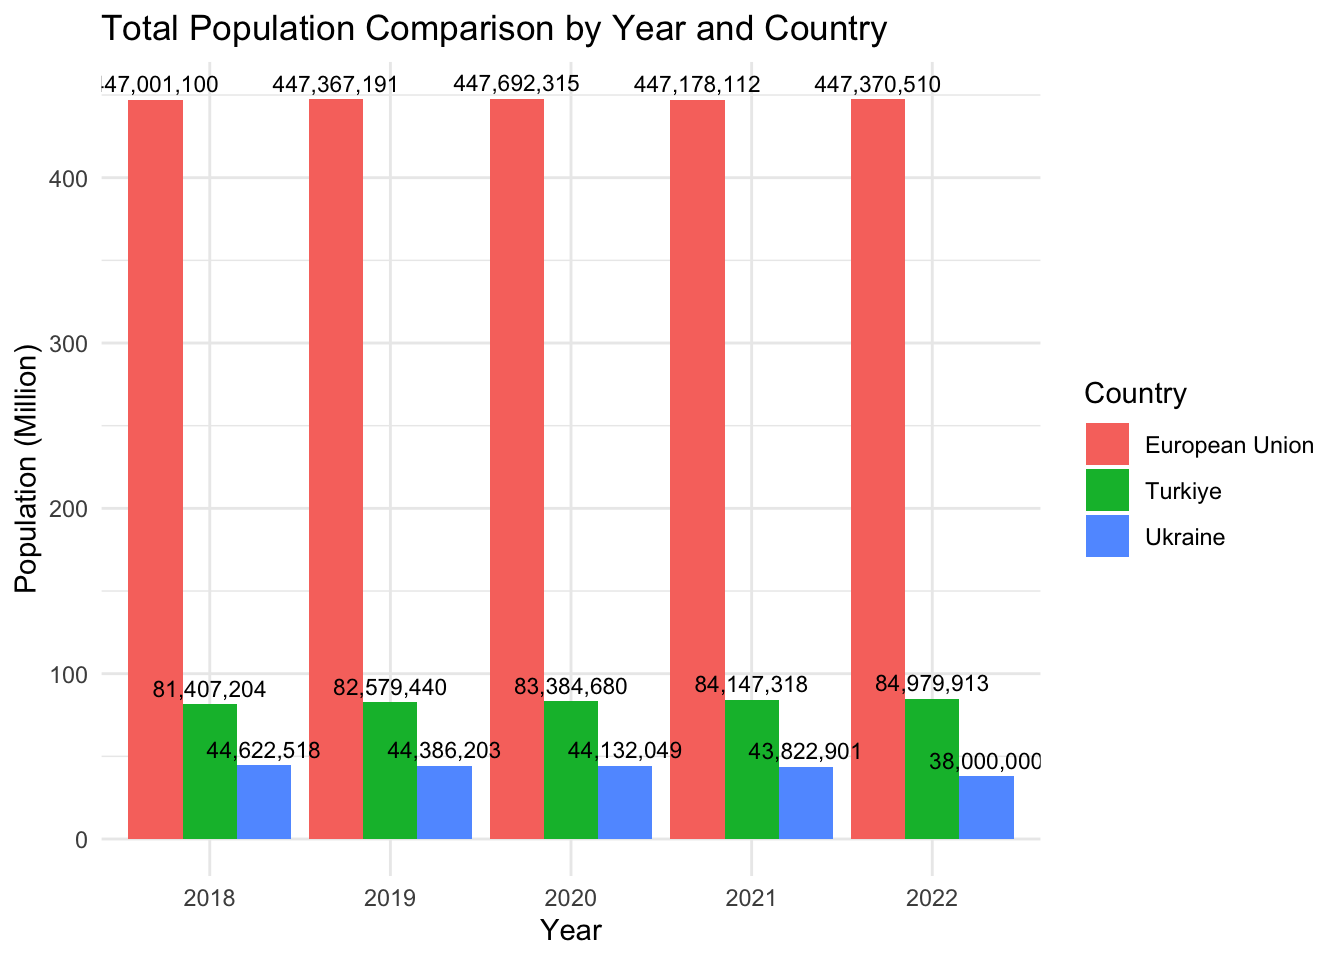 Total Population Comparison by Year and Country
47,001,100 447,367,191 447,692,315 447,178,112 447,370,510
400
300
200
100
0
81,407,204 82,579,440 83,384,680 84,147,318 84,979,913
44,622,518 44,386,203 44,132,049 43,822,901 38,000,000
2018 2019 2020 2021 2022
Year
Population (Million)
Country
European Union
Turkiye
Ukraine